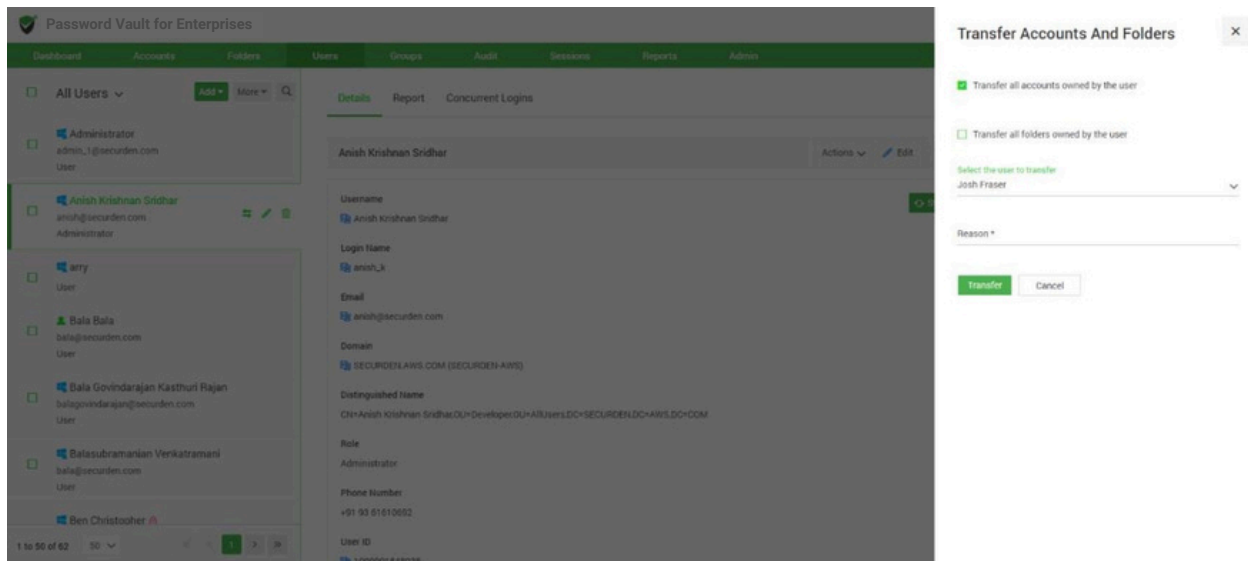 Password Vault for Enterprises
Dashboard Accounts Folders Users Groups Audit Sessions Reports Admin
All Users Add More
Administrator
admin_1@securden.com
User
Anish Krishnan Sridhar
anish@securden.com
Administrator
arry
User
Bala Bala
bala@securden.com
User
Bala Govindarajan Kasthuri Rajan
balagovindarajan@securden.com
User
Balasubramanian Venkatramani
bala@securden.com
User
Ben Christopher
1 to 50 of 62 50 1
Details Report Concurrent Logins
Anish Krishnan Sridhar Actions Edit
Username
Anish Krishnan Sridhar
Login Name
anish_k
Email
anish@securden.com
Domain
SECURDEN.AWS.COM (SECURDEN-AWS)
Distinguished Name
CN=Anish Krishnan Sridhar,OU=Developer,OU=AllUsers,DC=SECURDEN,DC=AWS,DC=COM
Role
Administrator
Phone Number
+91 93 61610692
User ID
Transfer Accounts And Folders
Transfer all accounts owned by the user
Transfer all folders owned by the user
Select the user to transfer
Josh Fraser
Reason *
Transfer Cancel